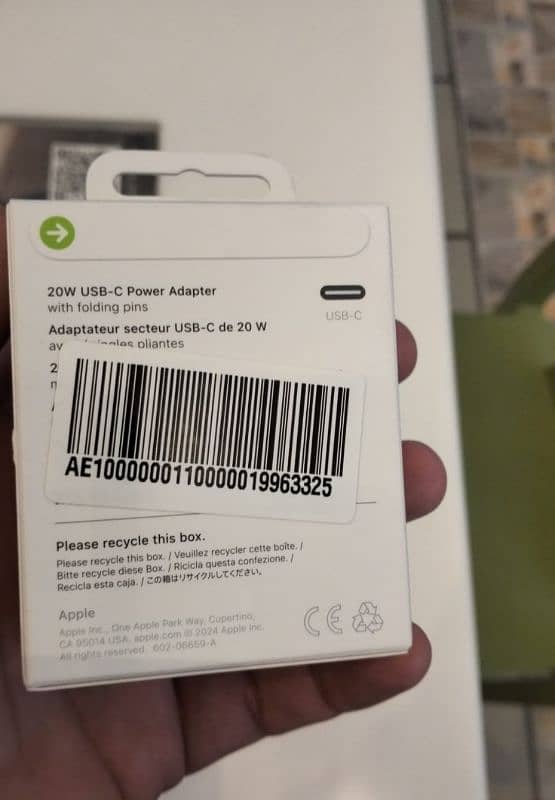 20W USB-C Power Adapter
with folding pins
USB-C
Adaptateur secteur USB-C de 20 W
pliantes
AE1000000110000019963325
Please recycle this box.
Please recycle this box. / Veuillez recycler cette boîte. /
Bitte recycle diese Box. / Ricicla questa confezione. /
Recicla esta caja. / この箱はリサイクルしてください。
Apple
Apple Inc., One Apple Park Way, Cupertino,
CA 95014 USA. apple.com ® 2024 Apple Inc.
All rights reserved. 602-06669-A
CE